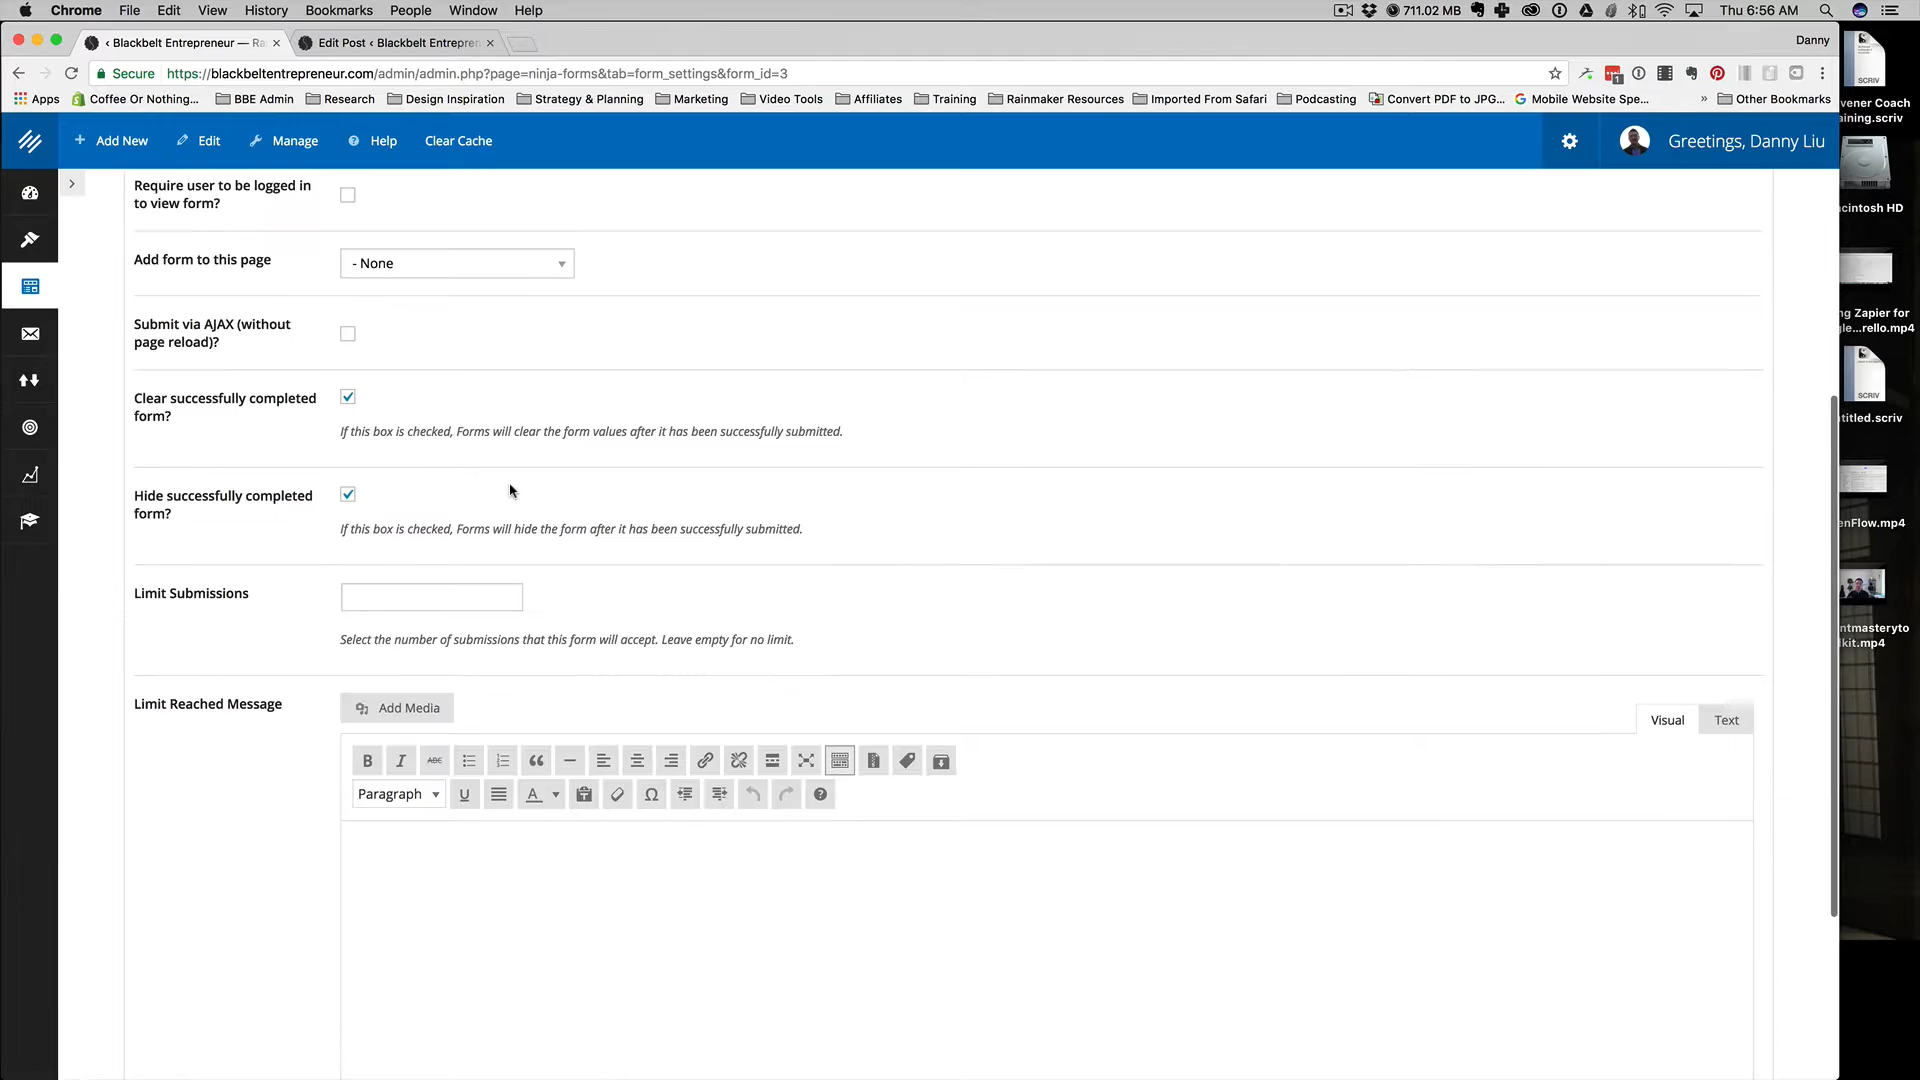 Chrome File Edit View History Bookmarks People Window Help 711.02 MB Thu 6:56 AM
‹ Blackbelt Entrepreneur — Ra × Edit Post ‹ Blackbelt Entrepren × Danny
Secure https://blackbeltentrepreneur.com/admin/admin.php?page=ninja-forms&tab=form_settings&form_id=3
Apps Coffee Or Nothing... BBE Admin Research Design Inspiration Strategy & Planning Marketing Video Tools Affiliates Training Rainmaker Resources Imported From Safari Podcasting Convert PDF to JPG... Mobile Website Spe... » Other Bookmarks
+ Add New Edit Manage Help Clear Cache Greetings, Danny Liu
Require user to be logged in
to view form?
Add form to this page - None
Submit via AJAX (without
page reload)?
Clear successfully completed
form?
If this box is checked, Forms will clear the form values after it has been successfully submitted.
Hide successfully completed
form?
If this box is checked, Forms will hide the form after it has been successfully submitted.
Limit Submissions
Select the number of submissions that this form will accept. Leave empty for no limit.
Limit Reached Message Add Media
Visual Text
B I ABC
Paragraph U A Ω
SCRIV
vener Coach
aining.scriv
cintosh HD
ng Zapier for
gle...rello.mp4
SCRIV
ntitled.scriv
enFlow.mp4
ntmasteryto
lkit.mp4